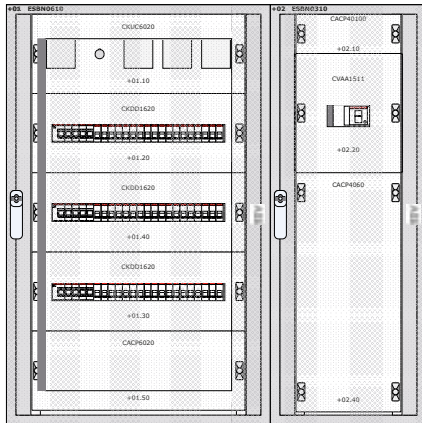 +01 ESBN0610
CKUC6020
+01.10
CKDD1620
+01.20
CKDD1620
+01.40
CKDD1620
+01.30
CACP6020
+01.50
+02 ESBN0310
CACP40100
+02.10
CVAA1511
+02.20
CACP4060
+02.40